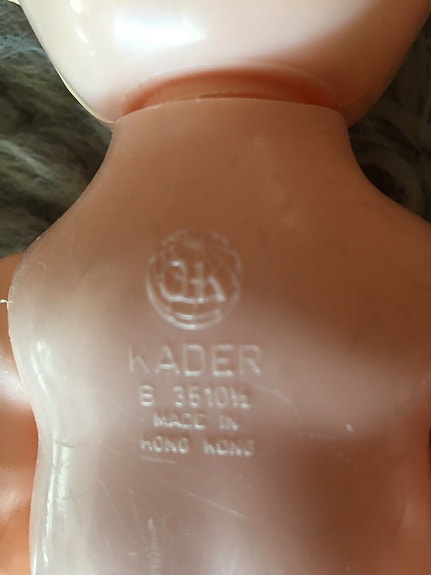 KADER
B 3510½
MADE IN
HONG KONG